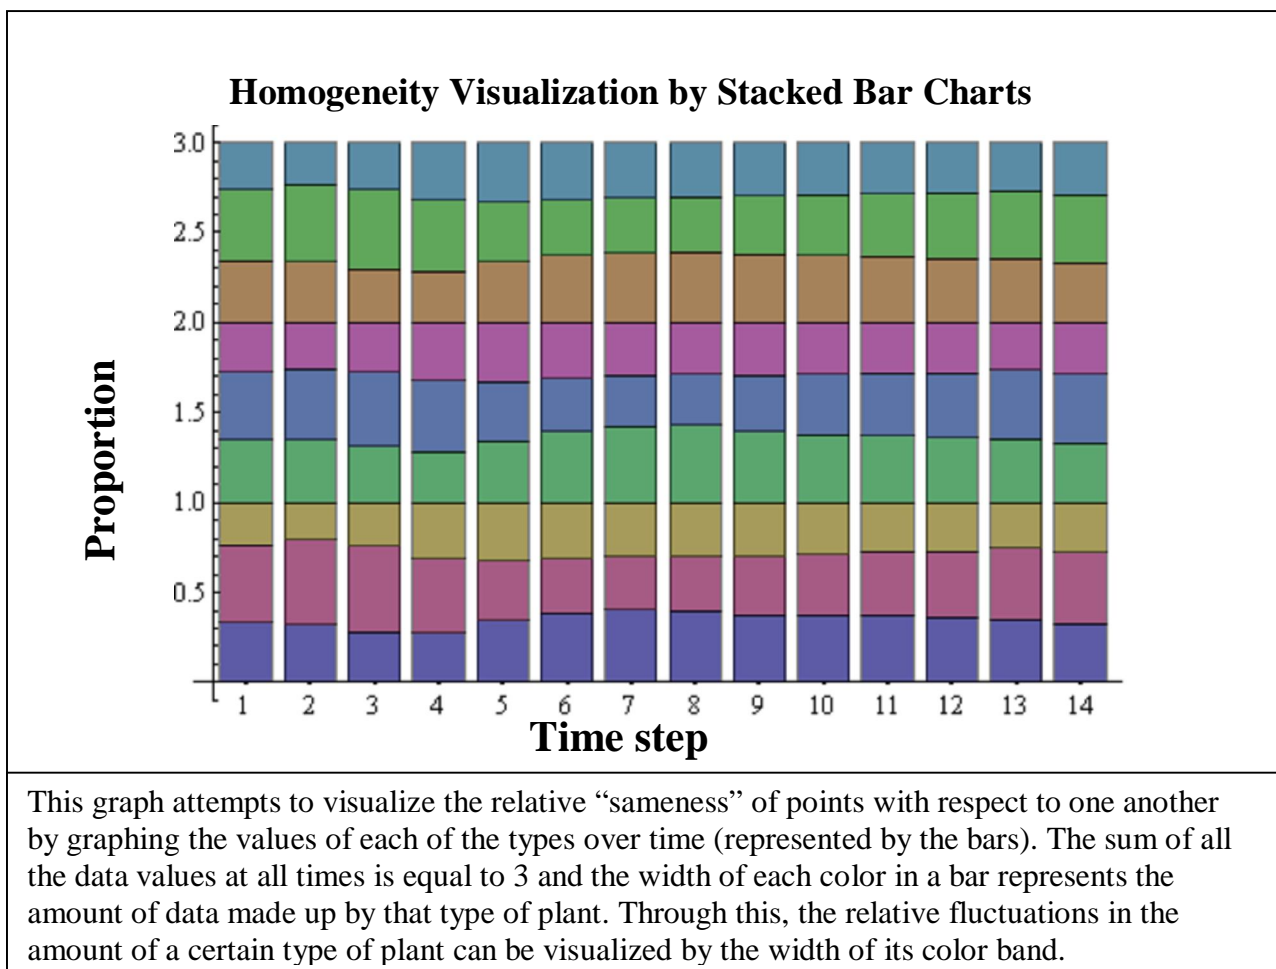 Homogeneity Visualization by Stacked Bar Charts
3.0
2.5
2.0
1.5
1.0
0.5
Proportion
1 2 3 4 5 6 7 8 9 10 11 12 13 14
Time step
This graph attempts to visualize the relative “sameness” of points with respect to one another
by graphing the values of each of the types over time (represented by the bars). The sum of all
the data values at all times is equal to 3 and the width of each color in a bar represents the
amount of data made up by that type of plant. Through this, the relative fluctuations in the
amount of a certain type of plant can be visualized by the width of its color band.